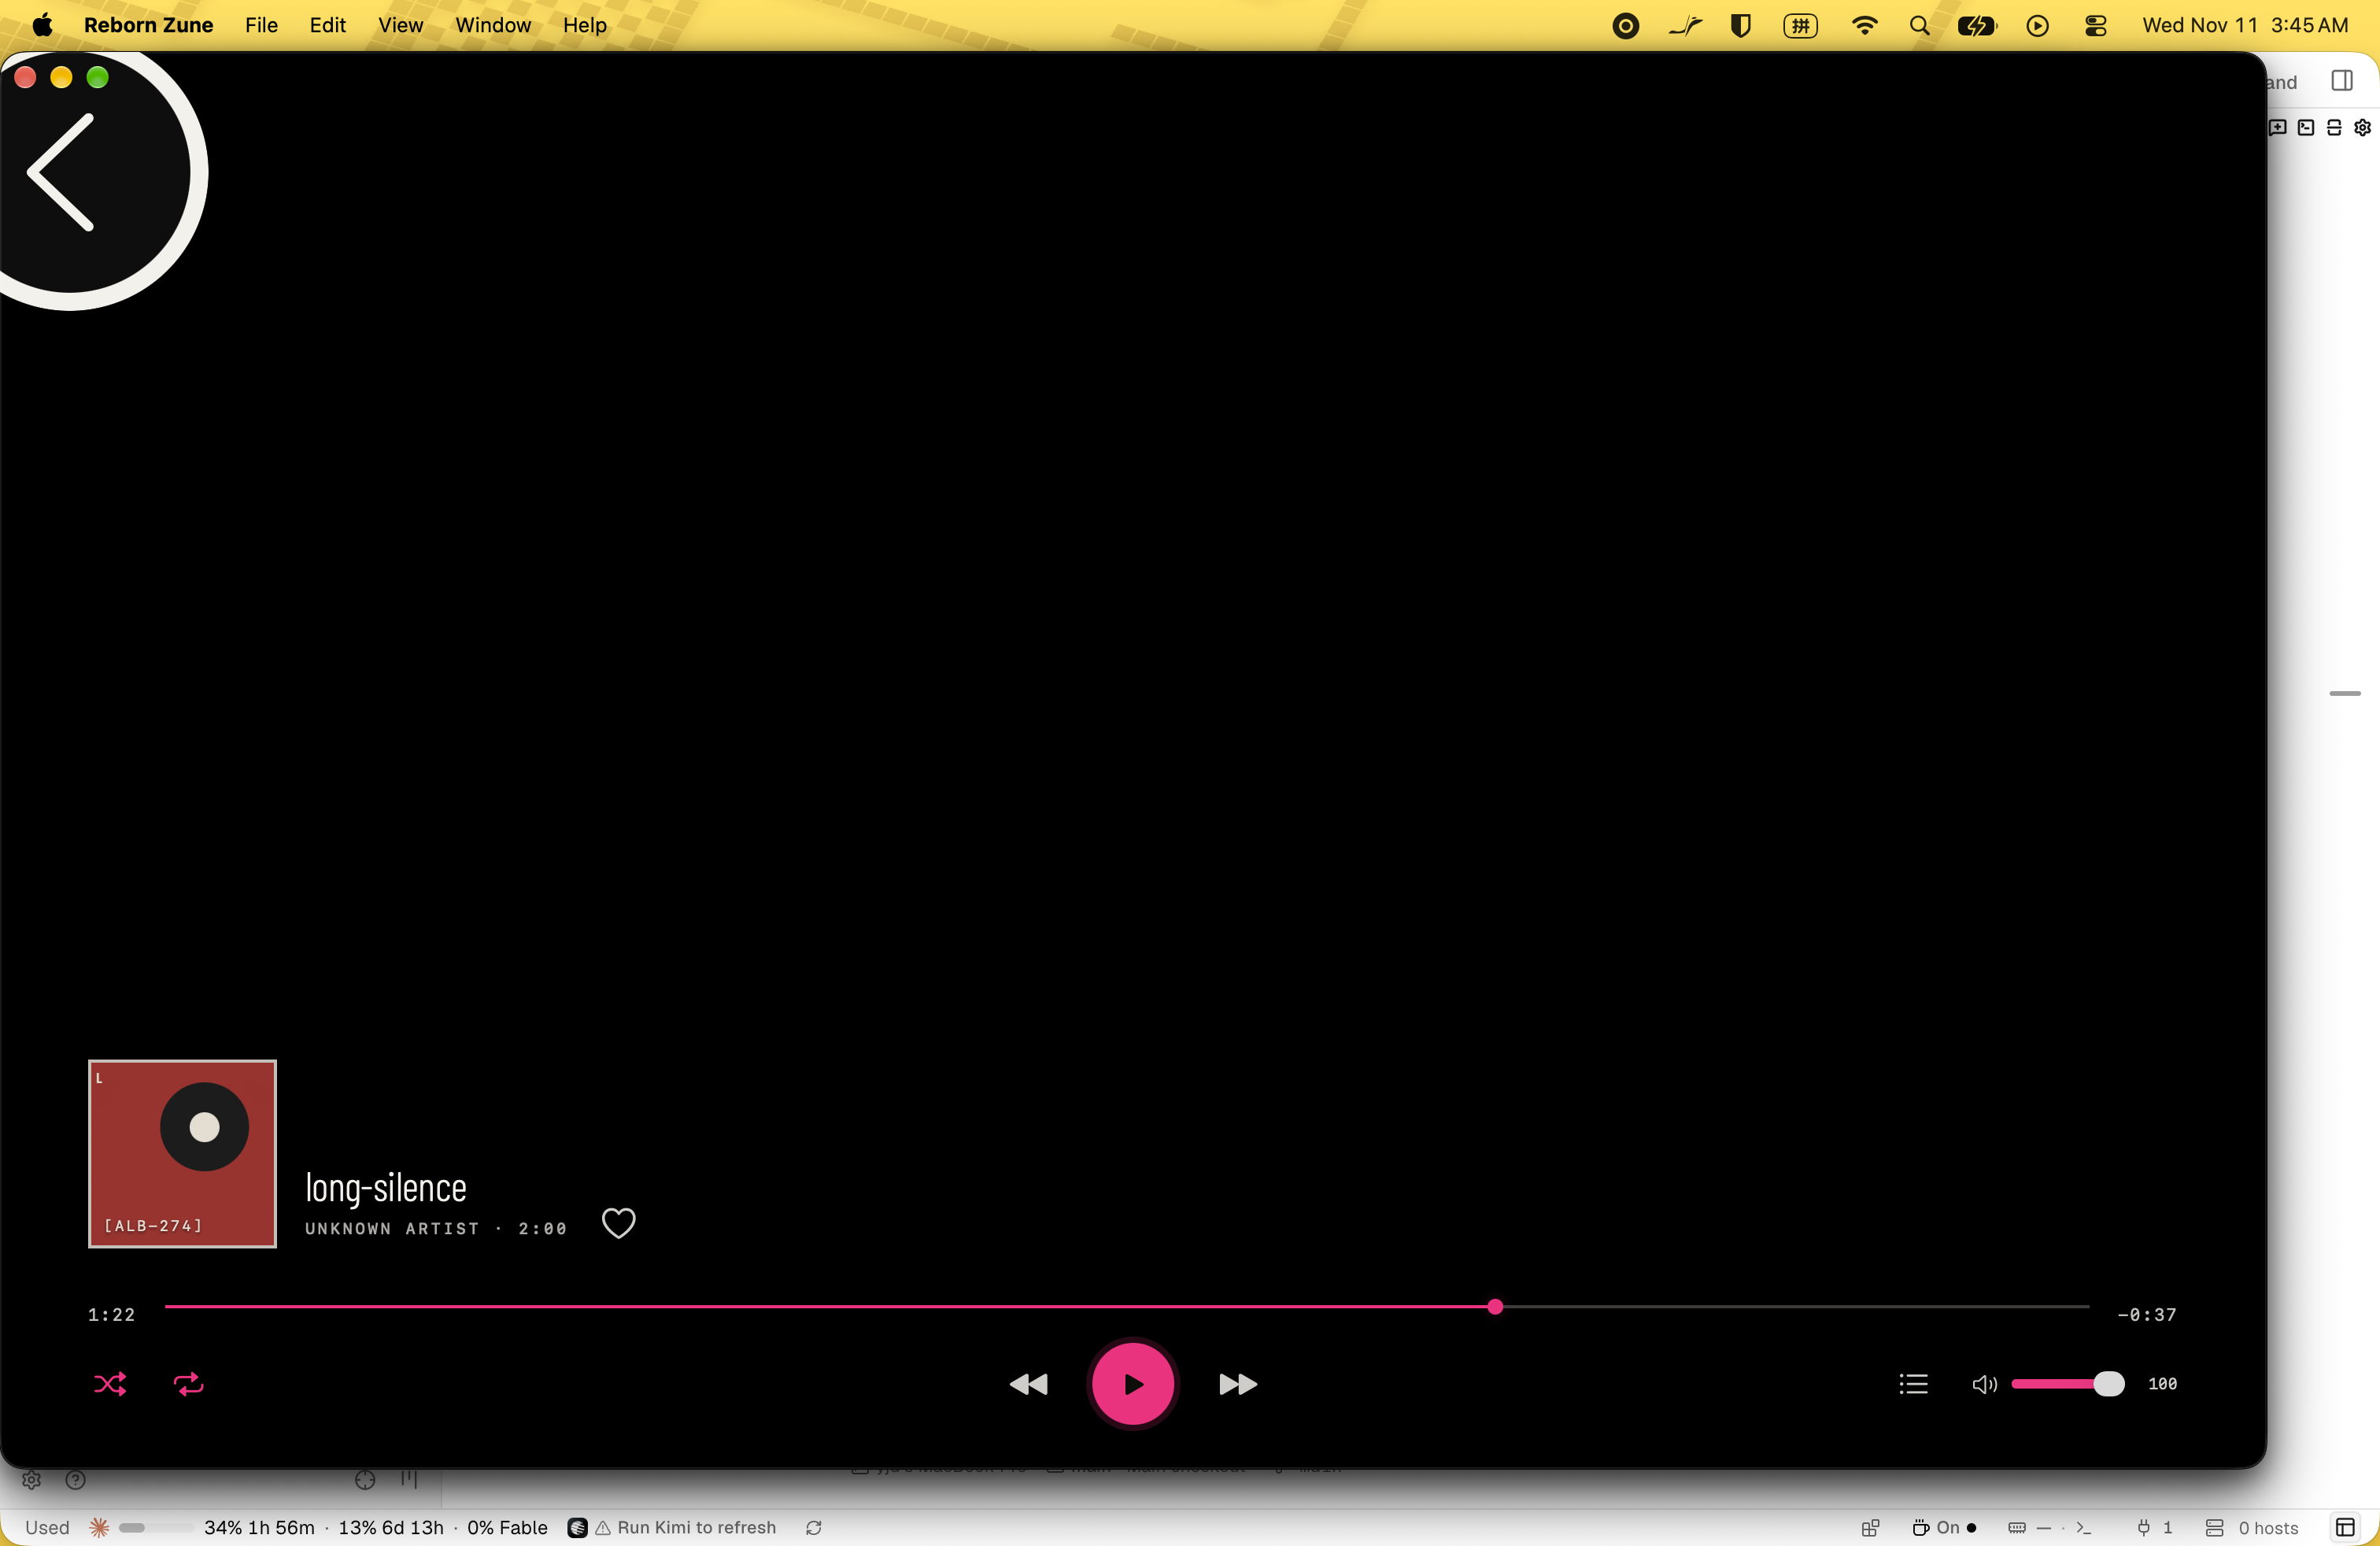 Reborn Zune File Edit View Window Help 拼 Wed Nov 11 3:45 AM
and
L
[ALB-274]
long-silence
UNKNOWN ARTIST · 2:00
1:22 -0:37
100
Used 34% 1h 56m · 13% 6d 13h · 0% Fable Run Kimi to refresh On 1 0 hosts